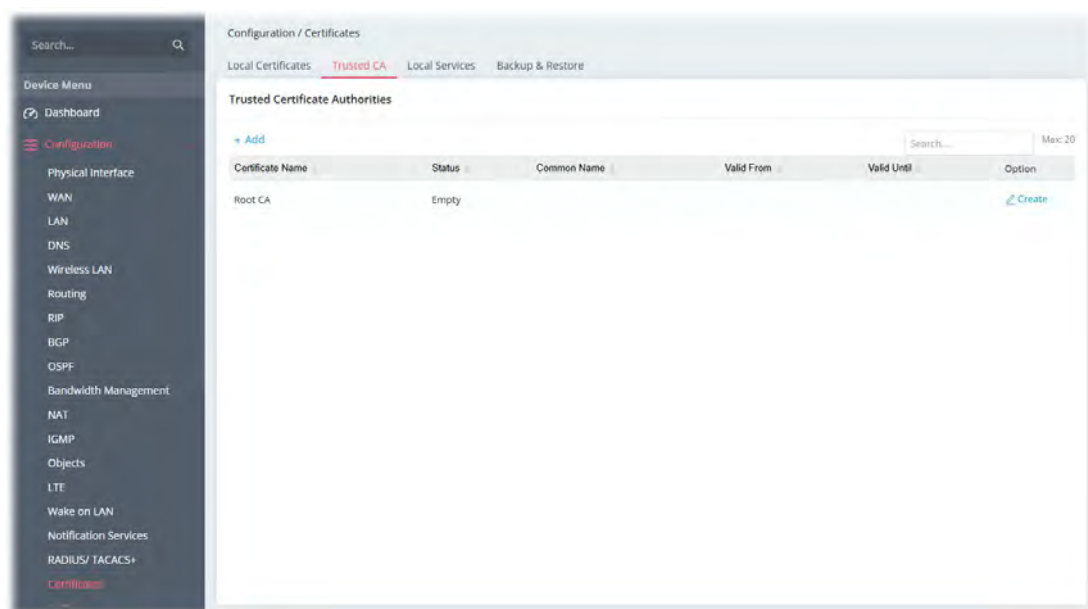 Search...
Device Menu
Dashboard
Configuration
Physical Interface
WAN
LAN
DNS
Wireless LAN
Routing
RIP
BGP
OSPF
Bandwidth Management
NAT
IGMP
Objects
LTE
Wake on LAN
Notification Services
RADIUS/ TACACS+
Certificates
Configuration / Certificates
Local Certificates Trusted CA Local Services Backup & Restore
Trusted Certificate Authorities
+ Add Search... Max: 20
Certificate Name Status Common Name Valid From Valid Until Option
Root CA Empty Create